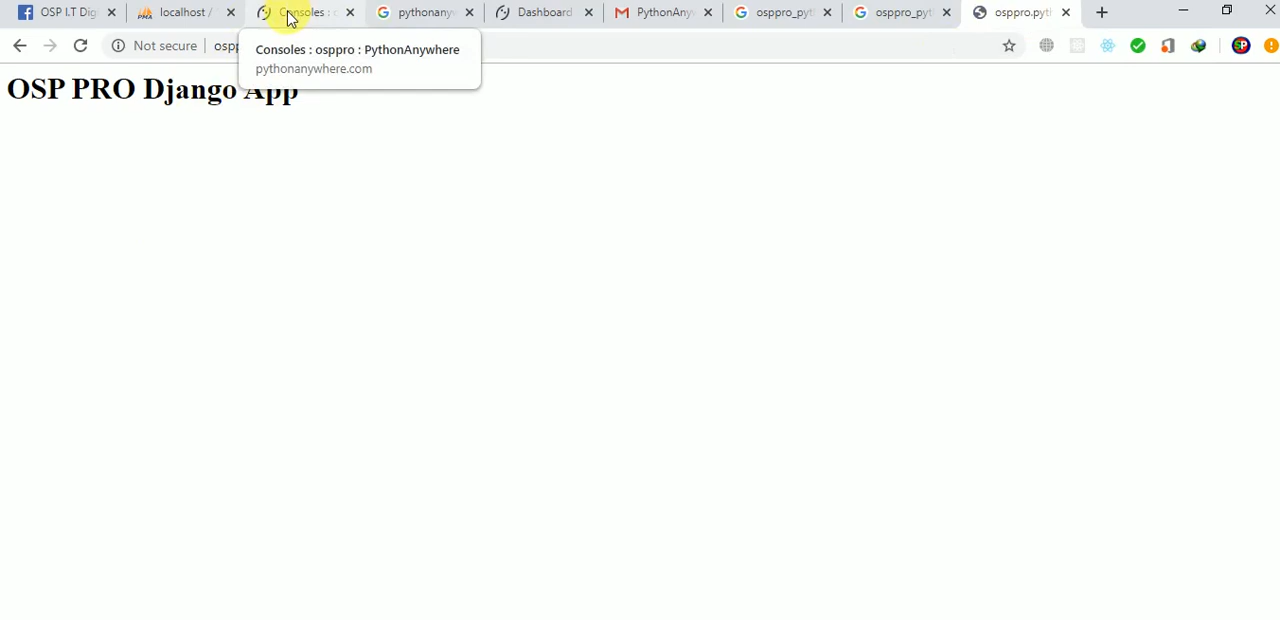 OSP I.T Dig
localhost /
Consoles :
pythonany
Dashboard
PythonAny
osppro_pyt
osppro_pyt
osppro.pyt
Not secure
osp
Consoles : osppro : PythonAnywhere
pythonanywhere.com
OSP PRO Django App